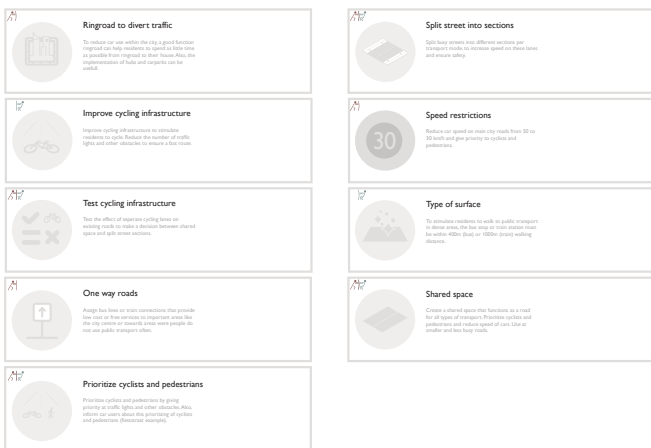 Ringroad to divert traffic
To reduce car use within the city, a good function
ringroad can help residents to spend as little time
as possible from ringroad to their house. Also, the
implementation of hubs and carparks can be
usefull.
Improve cycling infrastructure
Improve cycling infrastructure to stimulate
residents to cycle. Reduce the number of traffic
lights and other obstacles to ensure a fast route.
Test cycling infrastructure
Test the effect of separate cycling lanes on
existing roads to make a decision between shared
space and split street sections.
One way roads
Assign bus lines or train connections that provide
low cost or free services to important areas like
the city centre or towards areas were people do
not use public transport often.
Prioritize cyclists and pedestrians
Prioritize cyclists and pedestrians by giving
priority at traffic lights and other obstacles. Also,
inform car users about the prioritising of cyclists
and pedestrians (fietsstraat example).
Split street into sections
Split busy streets into different sections per
transport mode to increase speed on these lanes
and ensure safety.
30
Speed restrictions
Reduce car speed on main city roads from 50 to
30 km/h and give priority to cyclists and
pedestrians.
Type of surface
To stimulate residents to walk to public transport
in dense areas, the bus stop or train station must
be within 400m (bus) or 1000m (train) walking
distance.
Shared space
Create a shared space that functions as a road
for all types of transport. Prioritize cyclists and
pedestrians and reduce speed of cars. Use at
smaller and less busy roads.